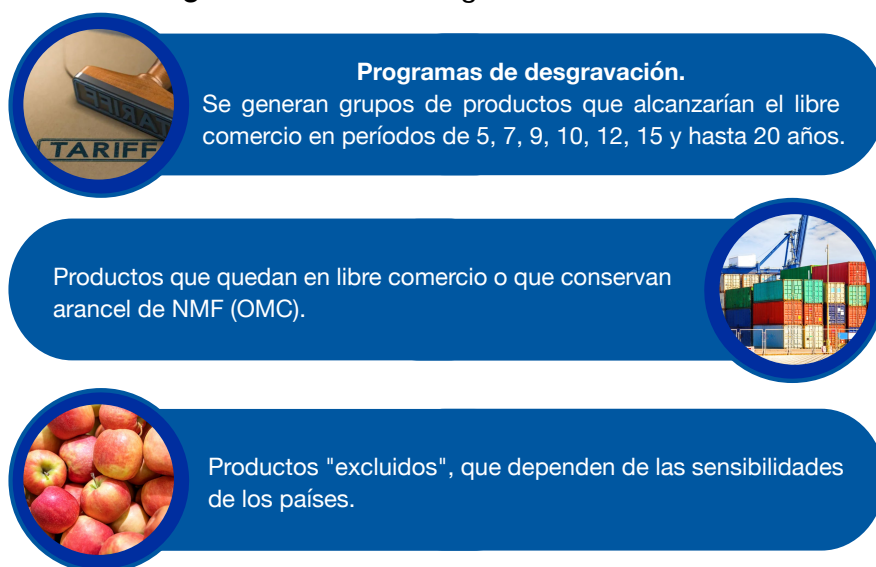 Programas de desgravación.
Se generan grupos de productos que alcanzarían el libre
comercio en períodos de 5, 7, 9, 10, 12, 15 y hasta 20 años.
TARIFF
Productos que quedan en libre comercio o que conservan
arancel de NMF (OMC).
Productos "excluidos", que dependen de las sensibilidades
de los países.